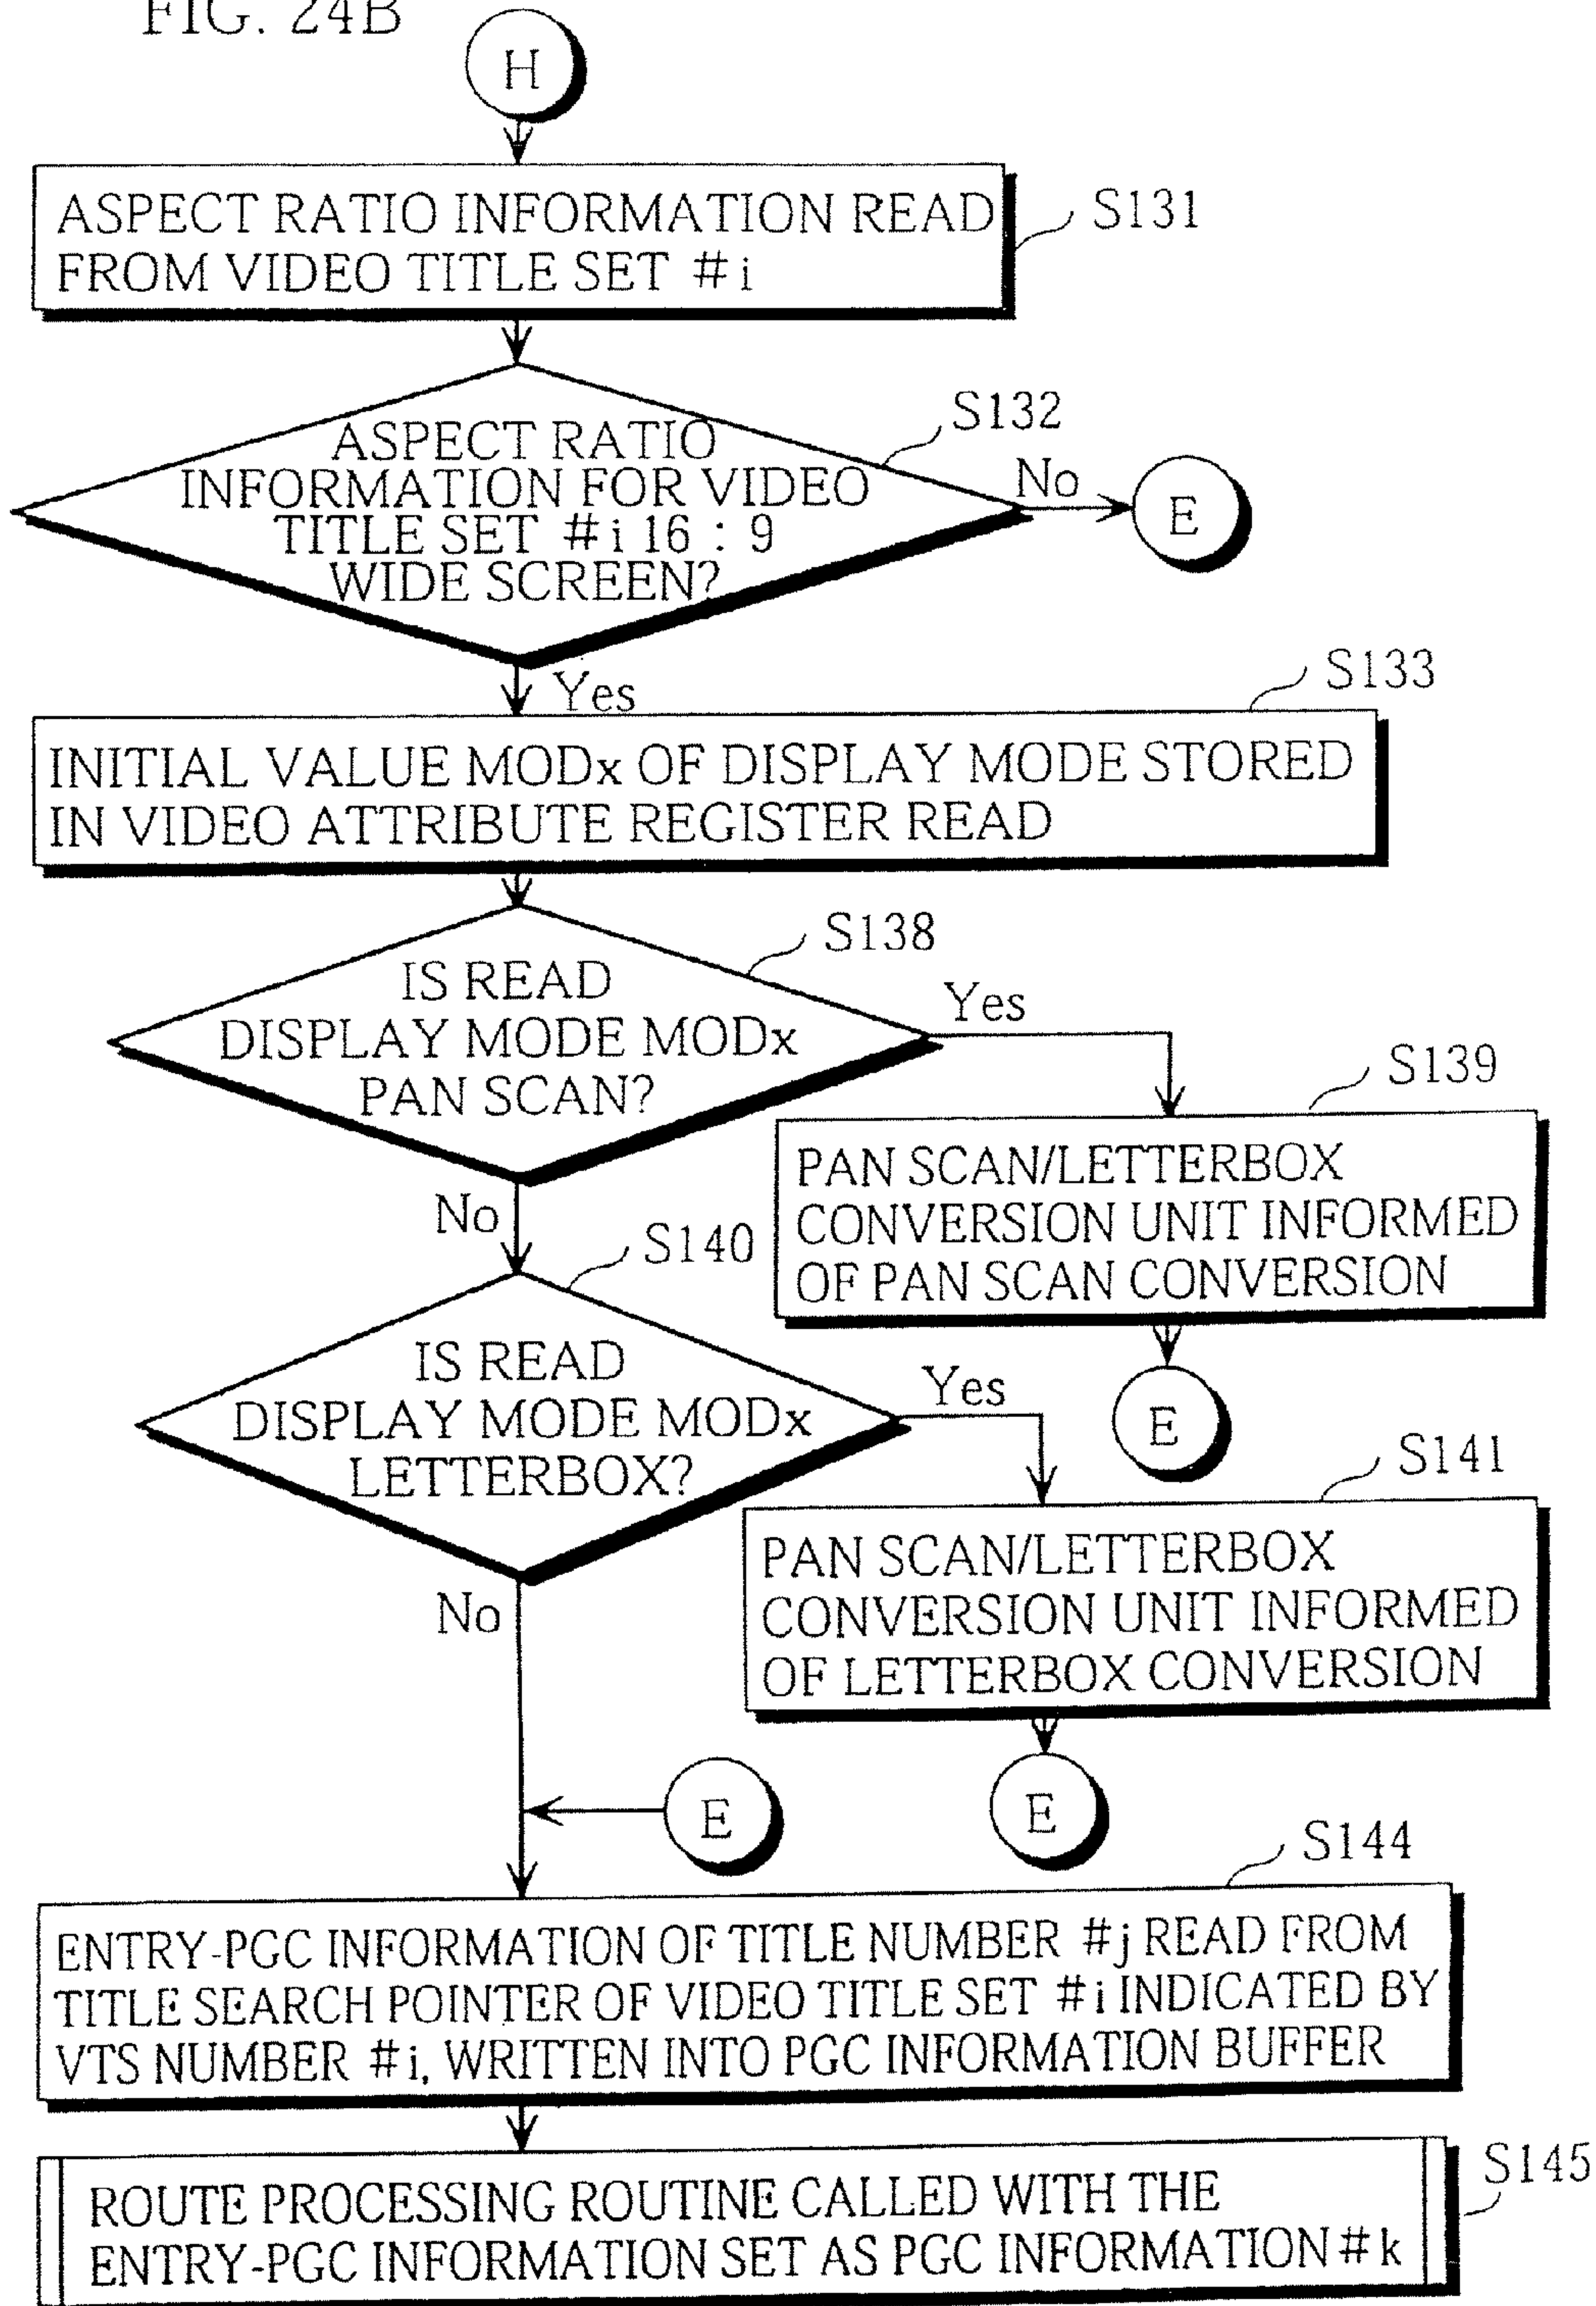 FIG. 24B
H
ASPECT RATIO INFORMATION READ
FROM VIDEO TITLE SET #i
S131
ASPECT RATIO
INFORMATION FOR VIDEO
TITLE SET #i 16 : 9
WIDE SCREEN?
S132
No
E
Yes
S133
INITIAL VALUE MODx OF DISPLAY MODE STORED
IN VIDEO ATTRIBUTE REGISTER READ
S138
IS READ
DISPLAY MODE MODx
PAN SCAN?
Yes
S139
PAN SCAN/LETTERBOX
CONVERSION UNIT INFORMED
OF PAN SCAN CONVERSION
E
No
S140
IS READ
DISPLAY MODE MODx
LETTERBOX?
Yes
S141
PAN SCAN/LETTERBOX
CONVERSION UNIT INFORMED
OF LETTERBOX CONVERSION
E
No
E
S144
ENTRY-PGC INFORMATION OF TITLE NUMBER #j READ FROM
TITLE SEARCH POINTER OF VIDEO TITLE SET #i INDICATED BY
VTS NUMBER #i, WRITTEN INTO PGC INFORMATION BUFFER
S145
ROUTE PROCESSING ROUTINE CALLED WITH THE
ENTRY-PGC INFORMATION SET AS PGC INFORMATION #k